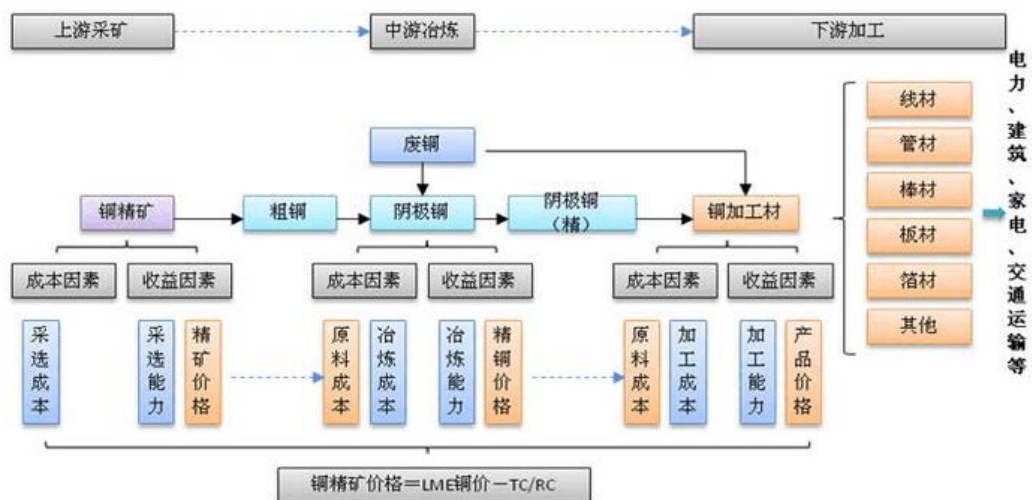 上游采矿
中游冶炼
下游加工
废铜
铜精矿
粗铜
阴极铜
阴极铜
（精）
铜加工材
线材
管材
棒材
板材
箔材
其他
电力、建筑、家电、交通运输等
成本因素
收益因素
成本因素
收益因素
成本因素
收益因素
采选成本
采选能力
精矿价格
原料成本
冶炼成本
冶炼能力
精铜价格
原料成本
加工成本
加工能力
产品价格
铜精矿价格＝LME铜价－TC/RC